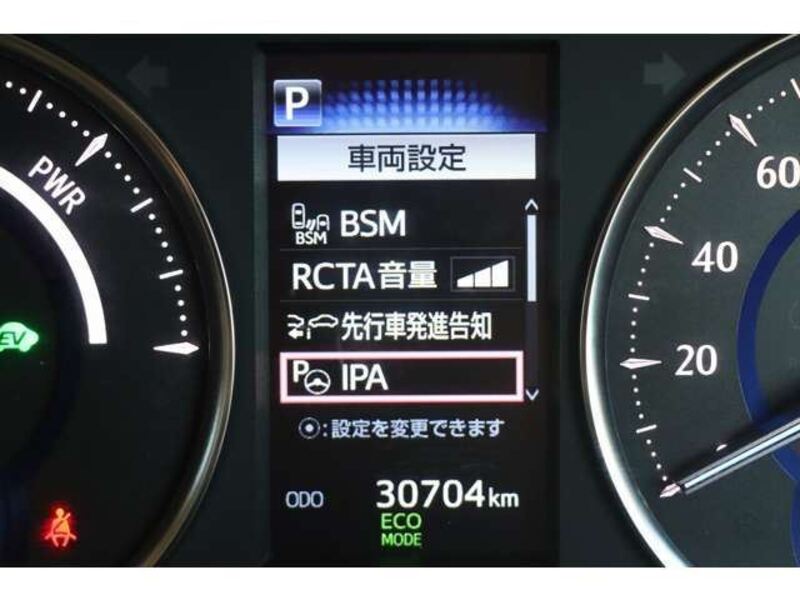 P
車両設定
BSM BSM
RCTA音量
先行車発進告知
P IPA
:設定を変更できます
ODO 30704km
ECO
MODE
PWR
EV
60
40
20